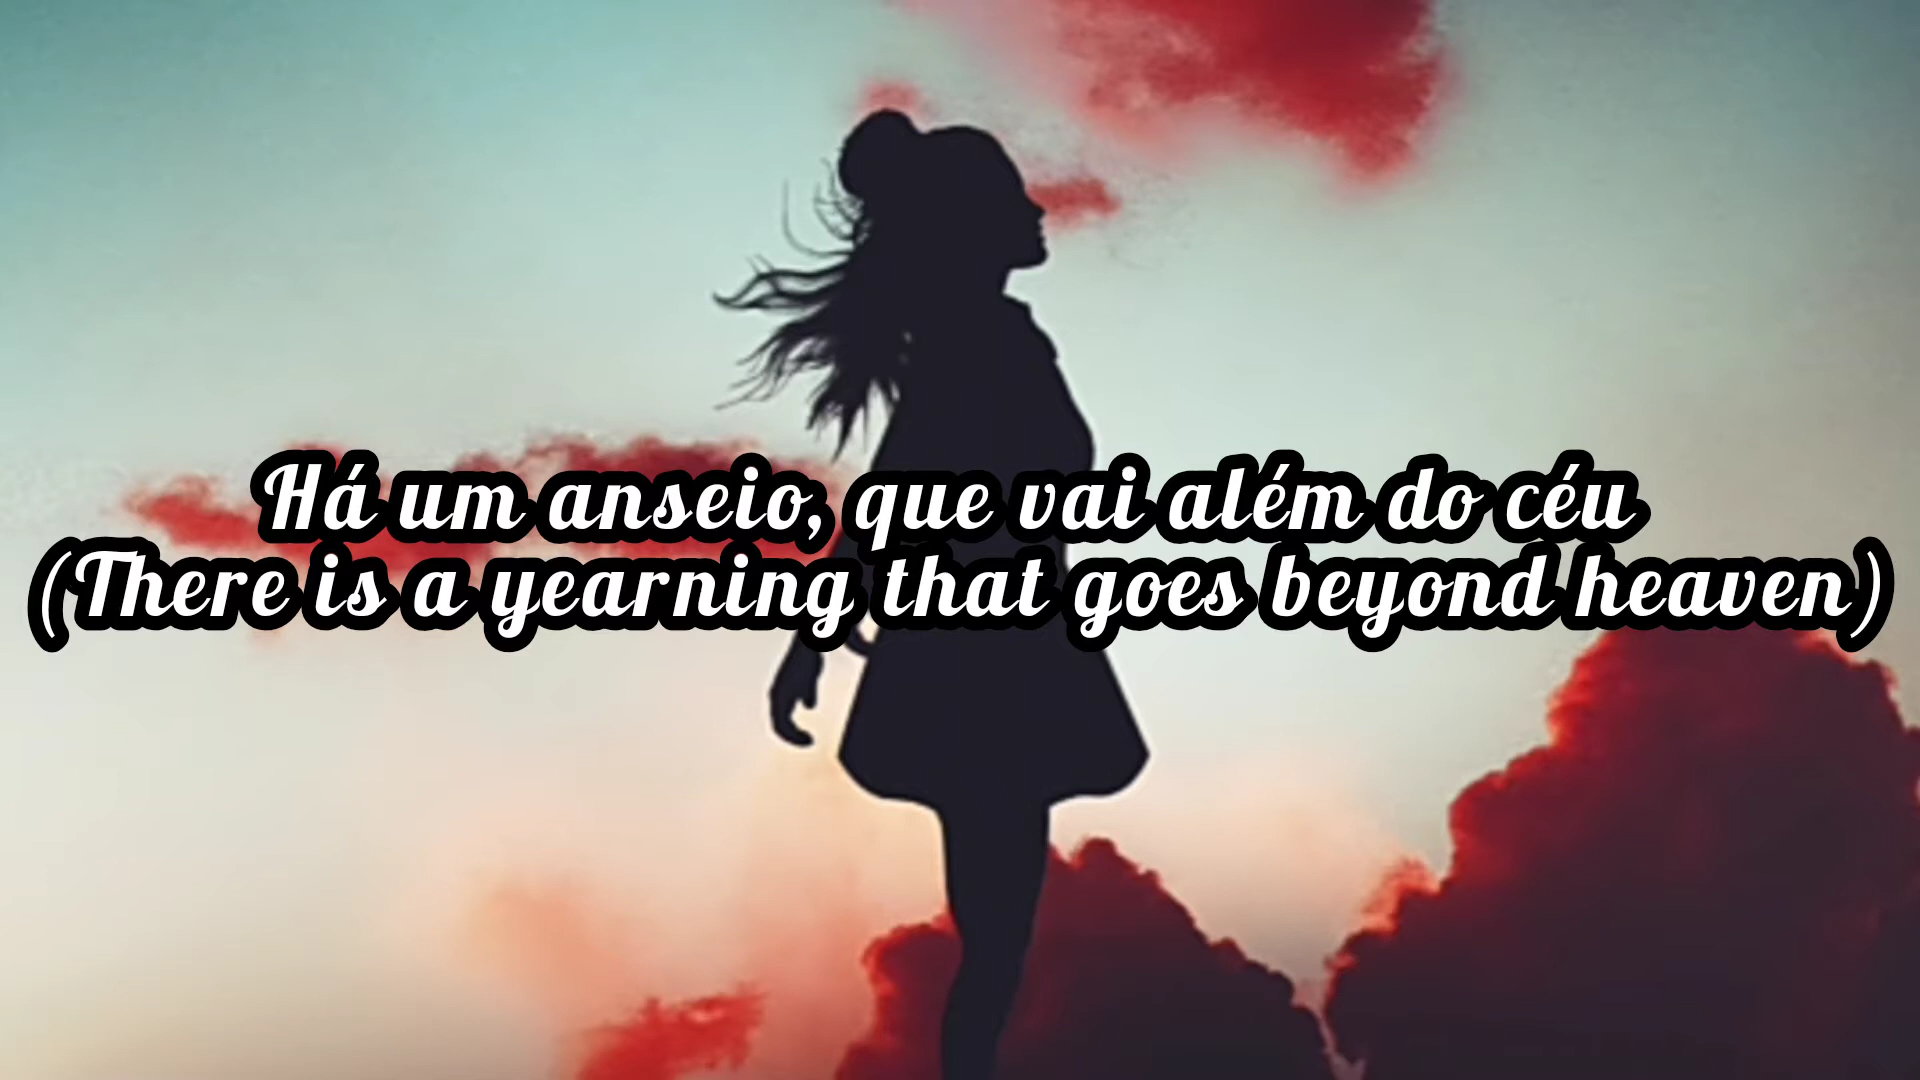 Há um anseio, que vai além do céu
(There is a yearning that goes beyond heaven)